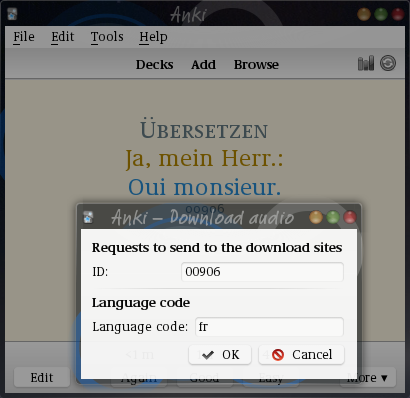 Anki
File Edit Tools Help
Decks Add Browse
ÜBERSETZEN
Ja, mein Herr.:
Oui monsieur.
00906
Anki – Download audio
Requests to send to the download sites
ID: 00906
Language code
Language code: fr
OK Cancel
<1 m
Edit Again Good Easy More ▾